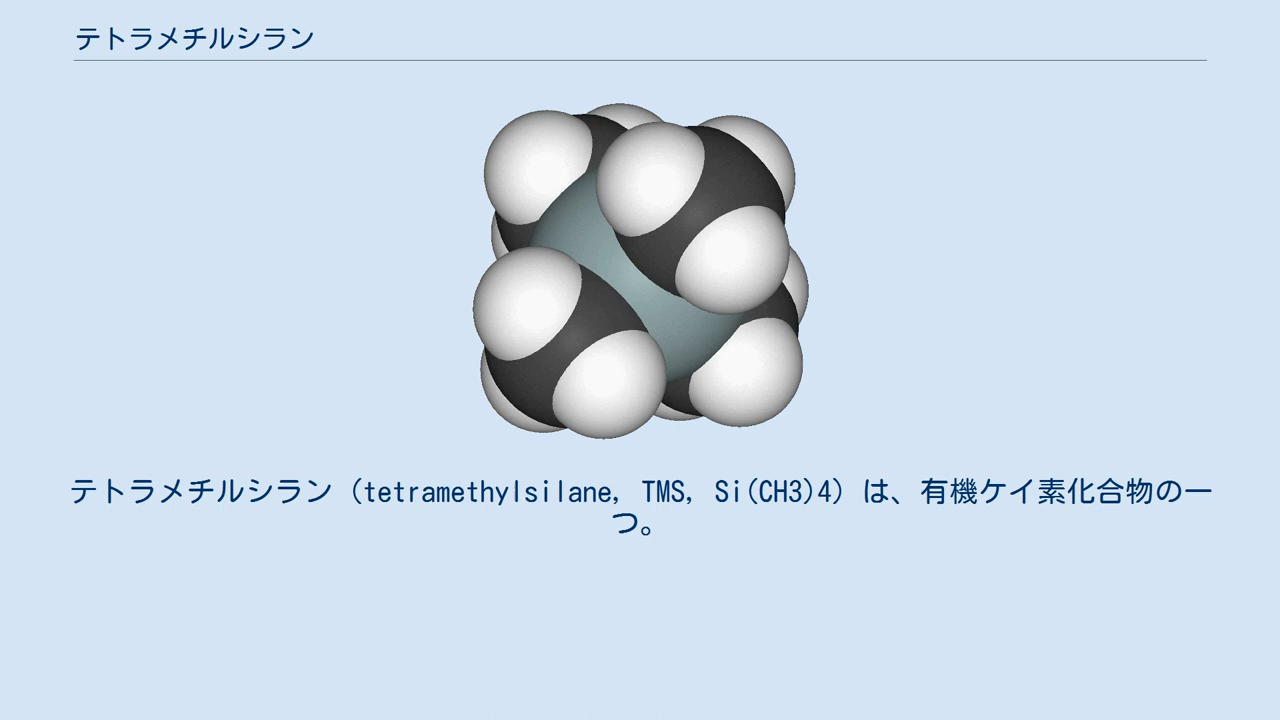 テトラメチルシラン
テトラメチルシラン（tetramethylsilane, TMS, Si(CH3)4）は、有機ケイ素化合物の一
つ。